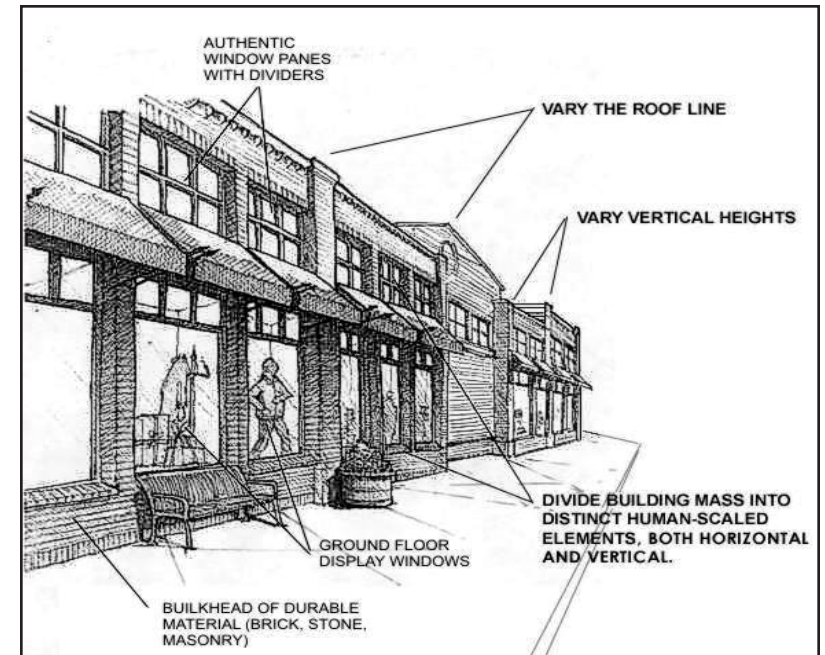 AUTHENTIC
WINDOW PANES
WITH DIVIDERS
VARY THE ROOF LINE
VARY VERTICAL HEIGHTS
DIVIDE BUILDING MASS INTO
DISTINCT HUMAN-SCALED
ELEMENTS, BOTH HORIZONTAL
AND VERTICAL.
GROUND FLOOR
DISPLAY WINDOWS
BUILKHEAD OF DURABLE
MATERIAL (BRICK, STONE,
MASONRY)